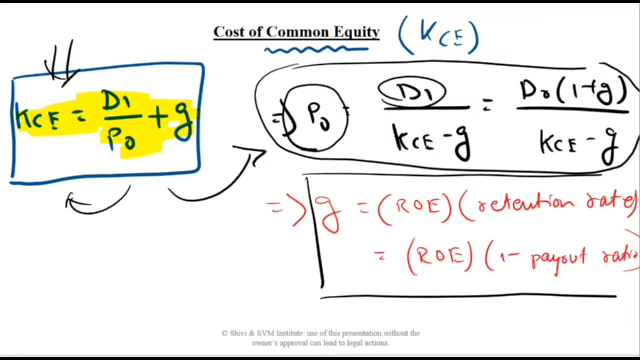 Cost of Common Equity (KCE)
KCE = D1 / P0 + g
=> P0 = D1 / KCE - g = D0 (1+g) / KCE - g
=> g = (ROE) (retention rate)
= (ROE) (1 - payout ratio)
© Shivi & SVM Institute: use of this presentation without the
owner's approval can lead to legal actions.